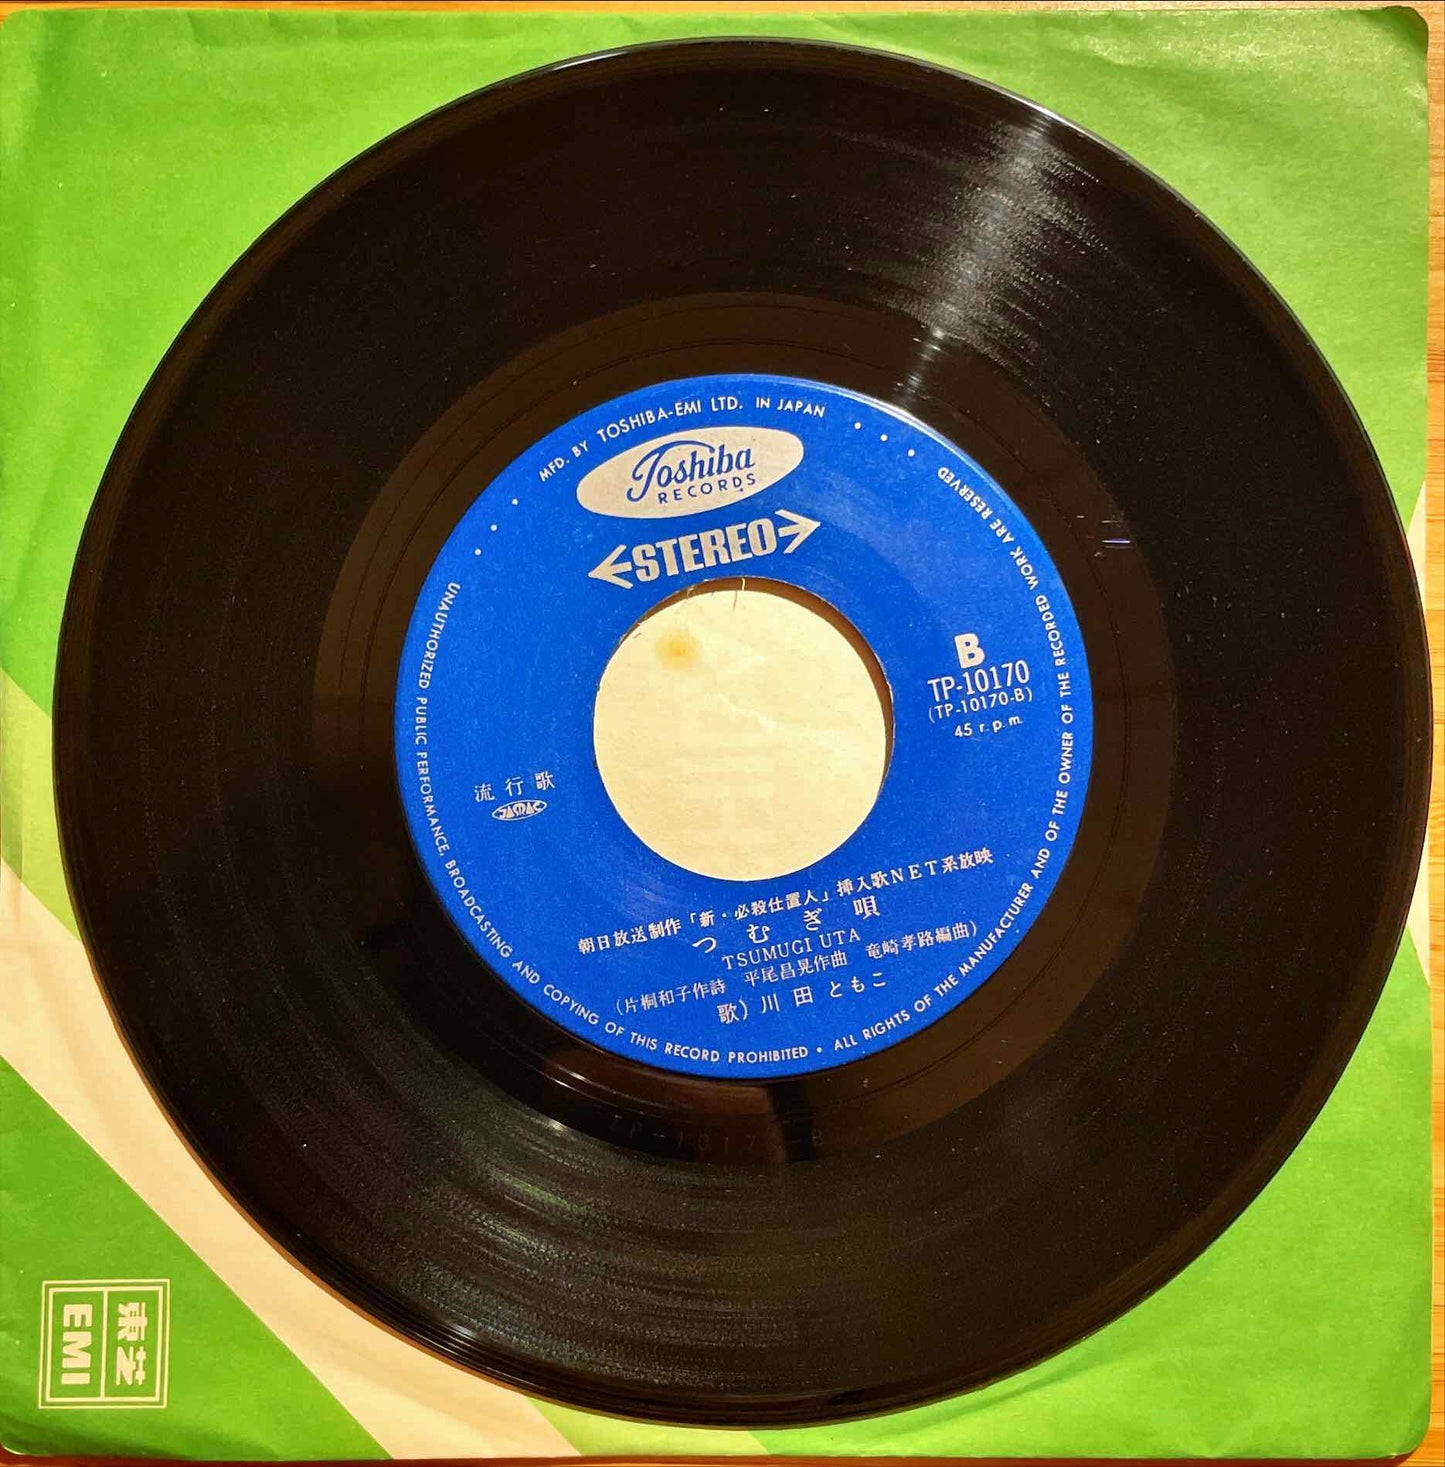 MFD. BY TOSHIBA-EMI LTD. IN JAPAN
Toshiba
RECORDS
STEREO
B
TP-10170
(TP-10170-B)
45 r.p.m.
流行歌
JASRAC
朝日放送制作「新・必殺仕置人」挿入歌NET系放映
つむぎ唄
TSUMUGI UTA
(片桐和子作詩 平尾昌晃作曲 竜崎孝路編曲)
歌) 川田ともこ
UNAUTHORIZED PUBLIC PERFORMANCE, BROADCASTING AND COPYING OF THIS RECORD PROHIBITED • ALL RIGHTS OF THE MANUFACTURER AND OF THE OWNER OF THE RECORDED WORK ARE RESERVED
東芝
EMI